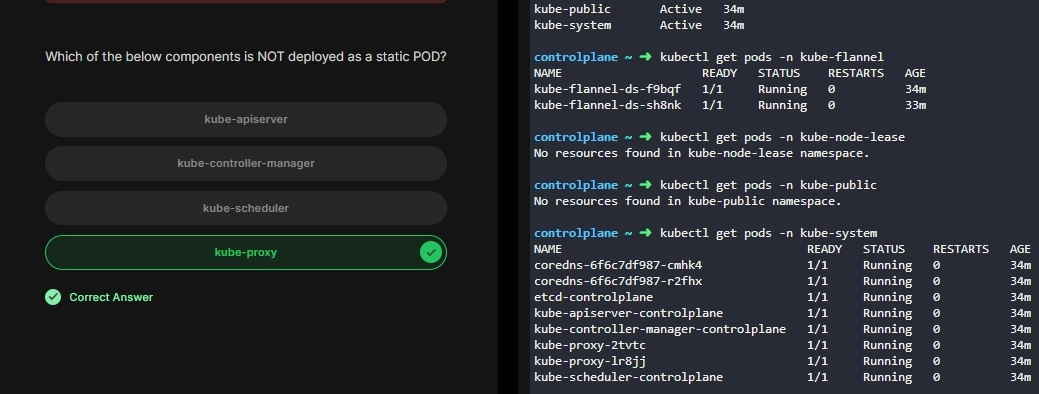 Which of the below components is NOT deployed as a static POD?
kube-apiserver
kube-controller-manager
kube-scheduler
kube-proxy
Correct Answer
kube-public       Active   34m
kube-system       Active   34m
controlplane ~ ➜ kubectl get pods -n kube-flannel
NAME                    READY   STATUS    RESTARTS   AGE
kube-flannel-ds-f9bqf   1/1     Running   0          34m
kube-flannel-ds-sh8nk   1/1     Running   0          33m
controlplane ~ ➜ kubectl get pods -n kube-node-lease
No resources found in kube-node-lease namespace.
controlplane ~ ➜ kubectl get pods -n kube-public
No resources found in kube-public namespace.
controlplane ~ ➜ kubectl get pods -n kube-system
NAME                                   READY   STATUS    RESTARTS   AGE
coredns-6f6c7df987-cmhk4               1/1     Running   0          34m
coredns-6f6c7df987-r2fhx               1/1     Running   0          34m
etcd-controlplane                      1/1     Running   0          34m
kube-apiserver-controlplane            1/1     Running   0          34m
kube-controller-manager-controlplane   1/1     Running   0          34m
kube-proxy-2tvtc                       1/1     Running   0          34m
kube-proxy-lr8jj                       1/1     Running   0          34m
kube-scheduler-controlplane            1/1     Running   0          34m